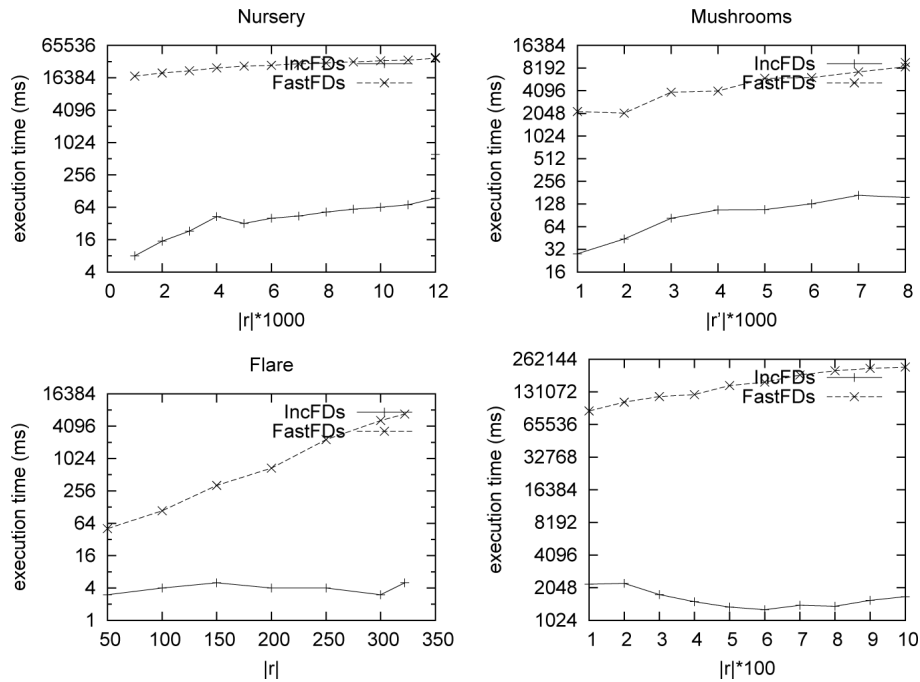 Nursery
65536
16384
4096
1024
256
64
16
4
execution time (ms)
IncFDs
FastFDs
0 2 4 6 8 10 12
|r|*1000
Mushrooms
16384
8192
4096
2048
1024
512
256
128
64
32
16
execution time (ms)
IncFDs
FastFDs
1 2 3 4 5 6 7 8
|r'|*1000
Flare
16384
4096
1024
256
64
16
4
1
execution time (ms)
IncFDs
FastFDs
50 100 150 200 250 300 350
|r|
262144
131072
65536
32768
16384
8192
4096
2048
1024
execution time (ms)
IncFDs
FastFDs
1 2 3 4 5 6 7 8 9 10
|r|*100